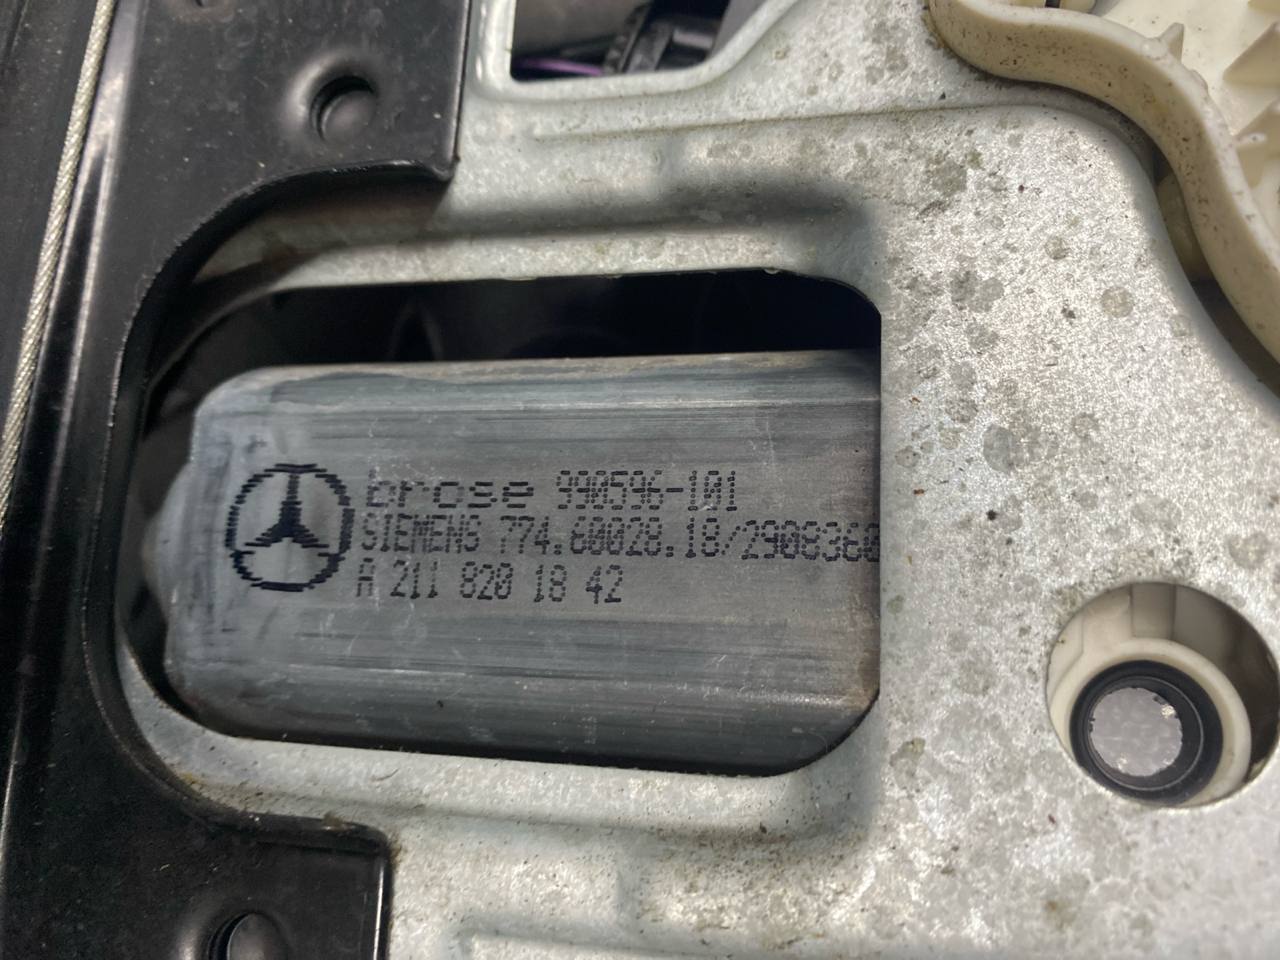 brose 990596-101
SIEMENS 774.60028.18/2908360
A 211 820 18 42